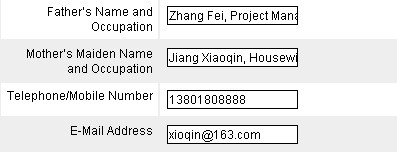 Father's Name and
Occupation
Zhang Fei, Project Mana
Mother's Maiden Name
and Occupation
Jiang Xiaoqin, Housewi
Telephone/Mobile Number
13801808888
E-Mail Address
xioqin@163.com